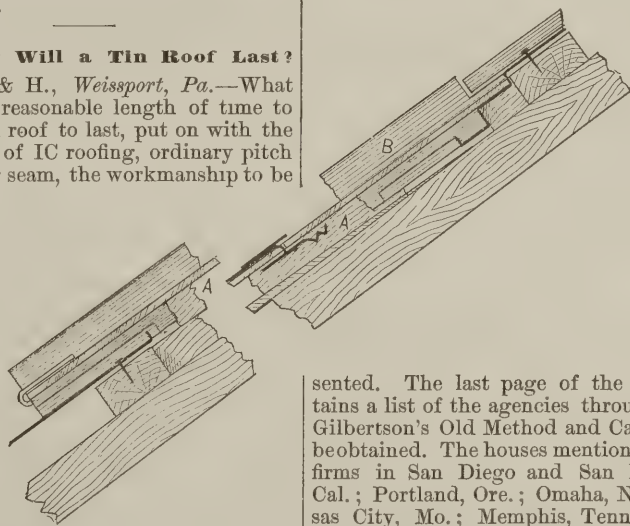 Will a Tin Roof Last?
& H., Weissport, Pa.—What
reasonable length of time to
roof to last, put on with the
of IC roofing, ordinary pitch
seam, the workmanship to be
B
A
A
sented. The last page of the
tains a list of the agencies throu
Gilbertson's Old Method and Ca
beobtained. The houses mention
firms in San Diego and San
Cal.; Portland, Ore.; Omaha, N
sas City, Mo.; Memphis, Tenn